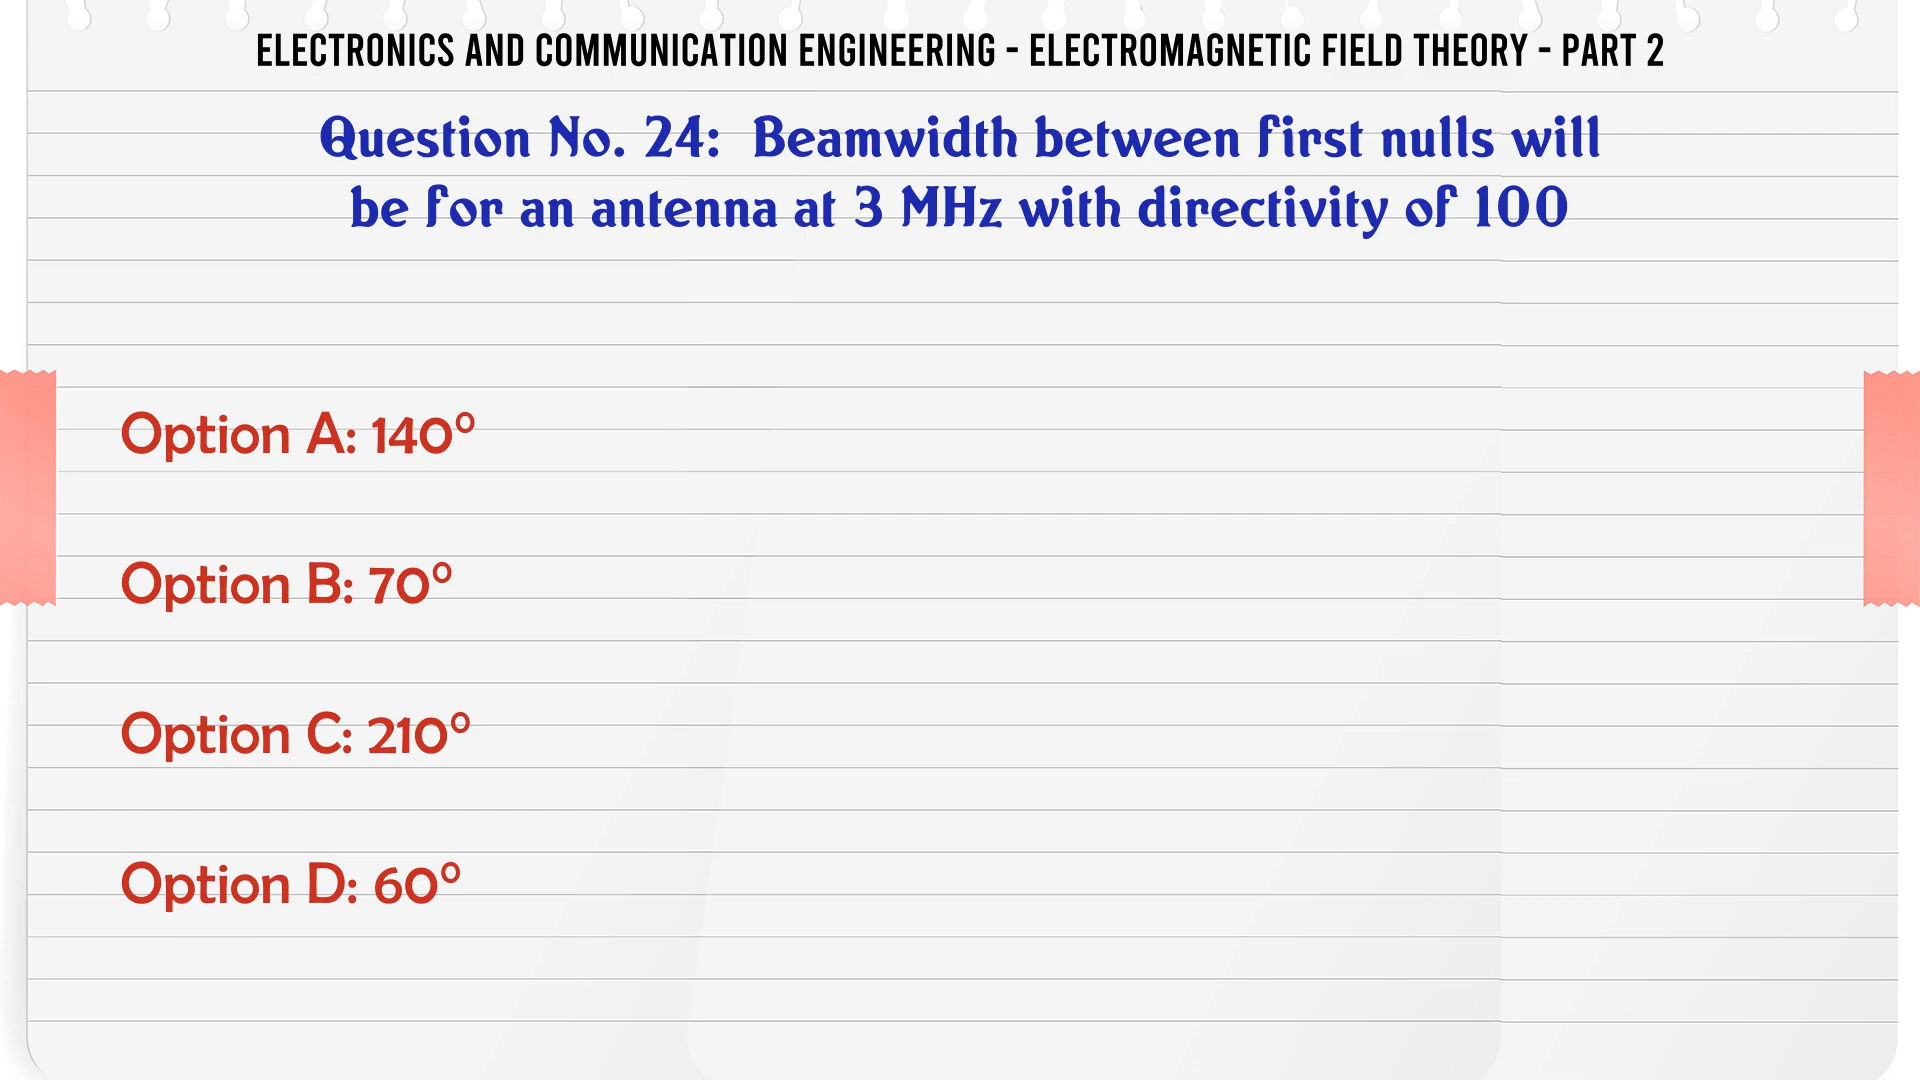 ELECTRONICS AND COMMUNICATION ENGINEERING - ELECTROMAGNETIC FIELD THEORY - PART 2
Question No. 24: Beamwidth between first nulls will
be for an antenna at 3 MHz with directivity of 100
Option A: 140°
Option B: 70°
Option C: 210°
Option D: 60°